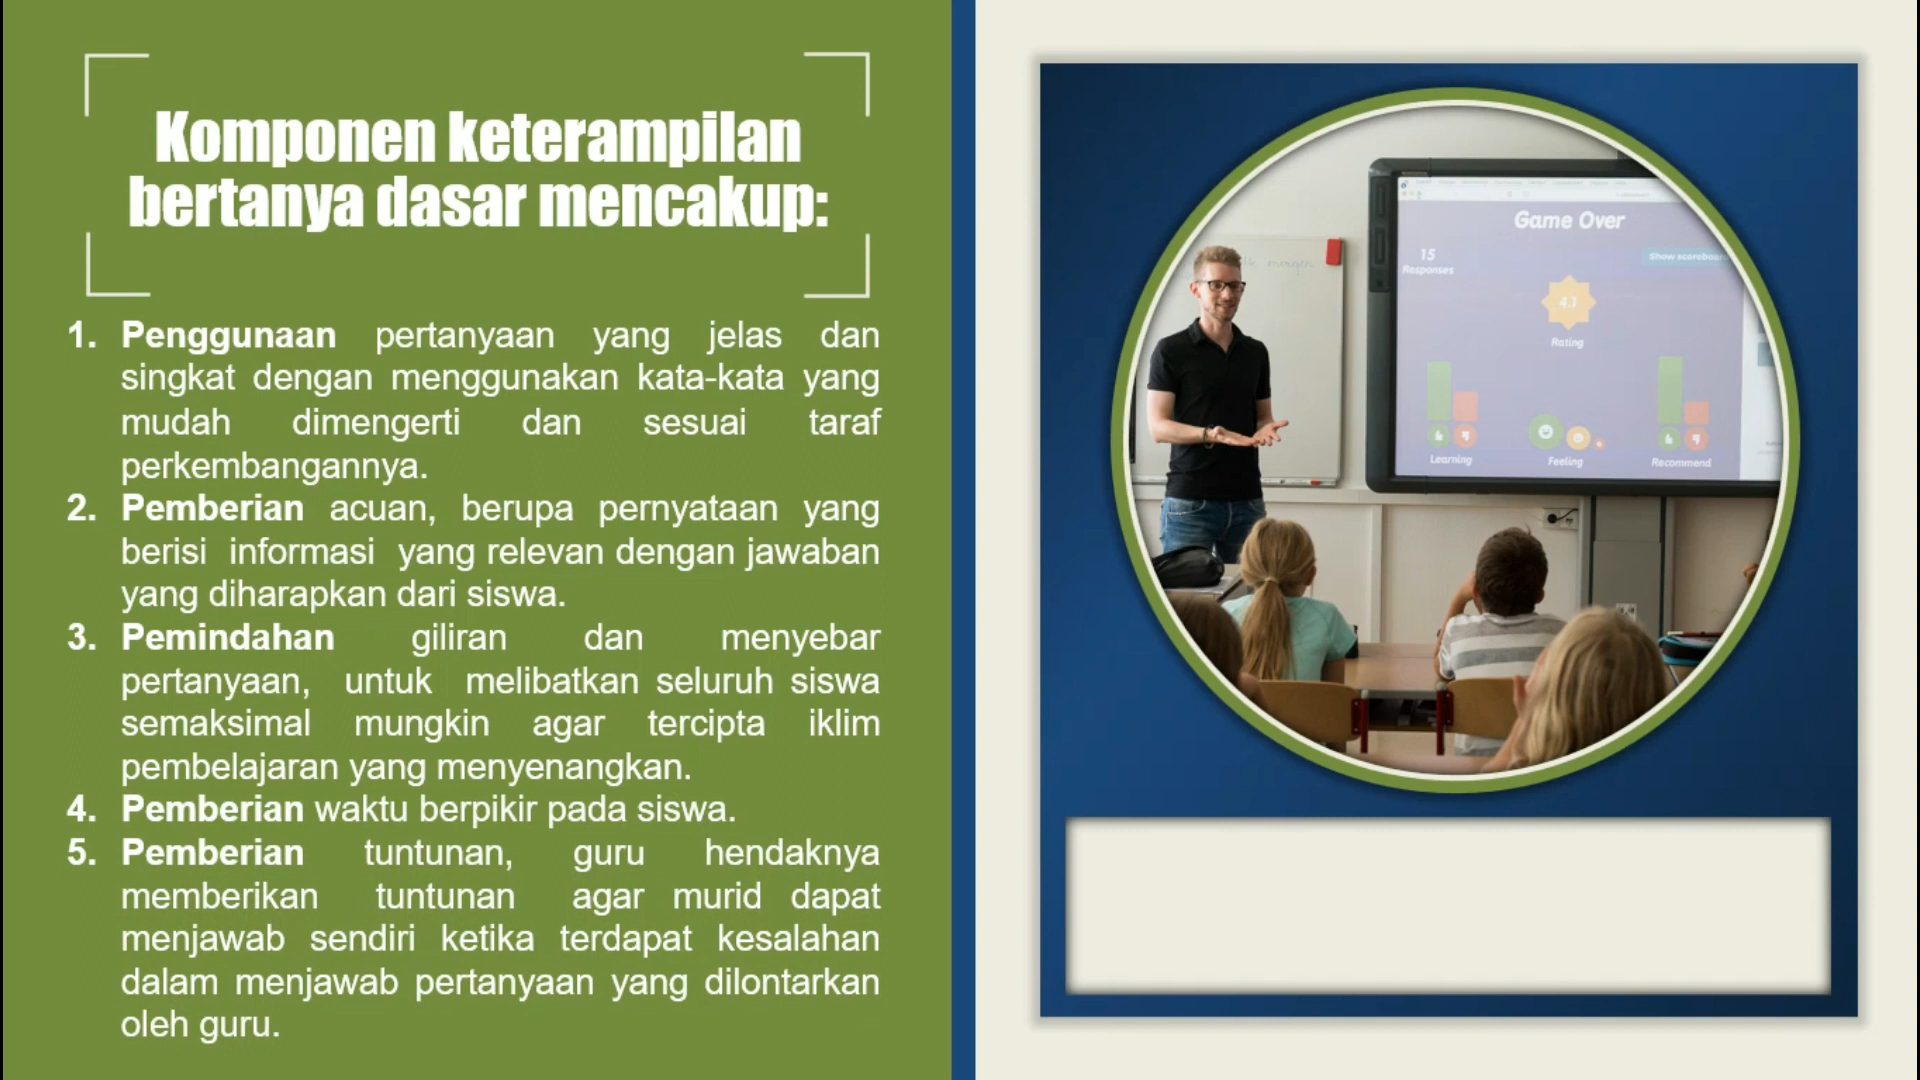 Komponen keterampilan
bertanya dasar mencakup:
1. Penggunaan pertanyaan yang jelas dan
singkat dengan menggunakan kata-kata yang
mudah dimengerti dan sesuai taraf
perkembangannya.
2. Pemberian acuan, berupa pernyataan yang
berisi informasi yang relevan dengan jawaban
yang diharapkan dari siswa.
3. Pemindahan giliran dan menyebar
pertanyaan, untuk melibatkan seluruh siswa
semaksimal mungkin agar tercipta iklim
pembelajaran yang menyenangkan.
4. Pemberian waktu berpikir pada siswa.
5. Pemberian tuntunan, guru hendaknya
memberikan tuntunan agar murid dapat
menjawab sendiri ketika terdapat kesalahan
dalam menjawab pertanyaan yang dilontarkan
oleh guru.
Game Over
15
Responses
Show
4.1
Rating
Learning
Feeling
Recommend